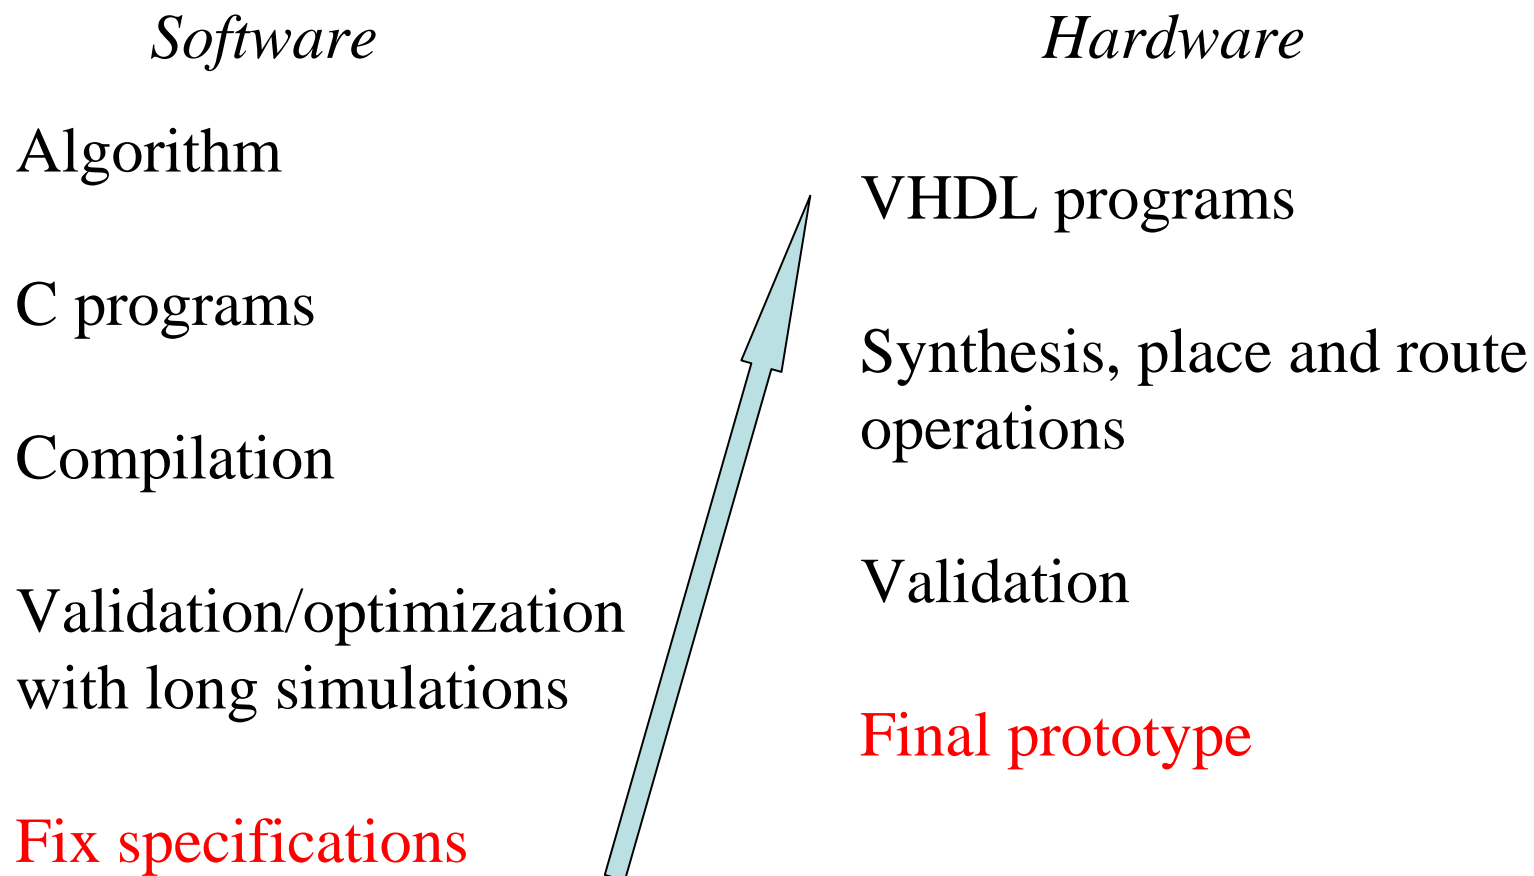 Software
Algorithm
C programs
Compilation
Validation/optimization
with long simulations
Fix specifications
Hardware
VHDL programs
Synthesis, place and route
operations
Validation
Final prototype